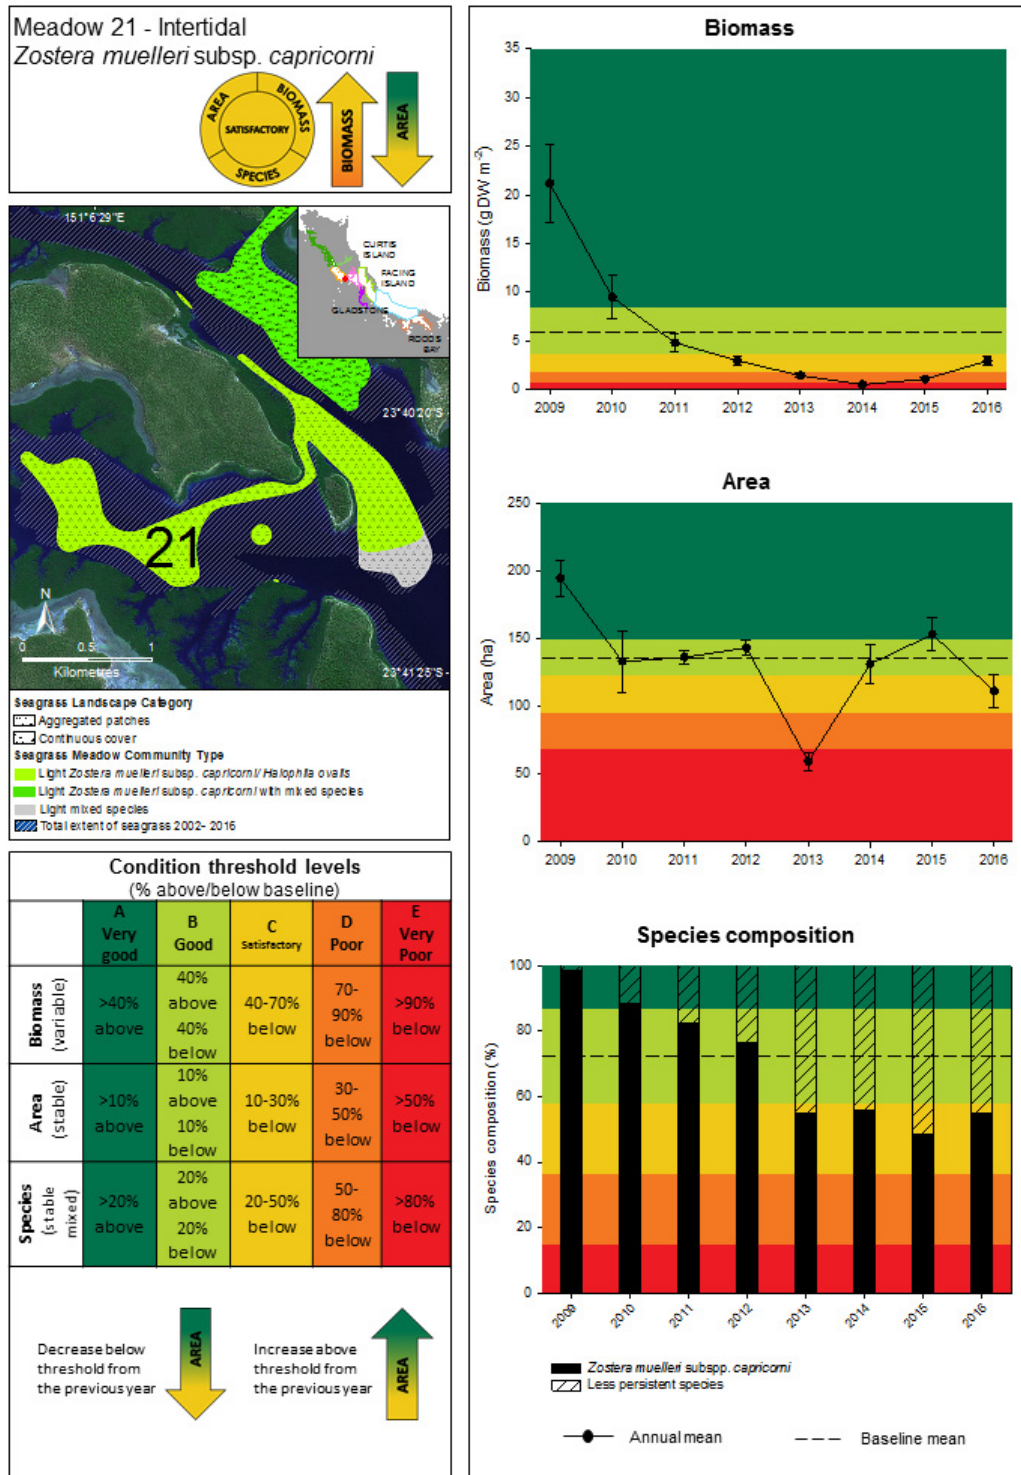 Meadow 21 - Intertidal
Zostera muelleri subsp. capricorni
AREA
BIOMASS
SATISFACTORY
SPECIES
BIOMASS
AREA
151°6'29"E
CURTIS
ISLAND
FACING
ISLAND
GLADSTONE
RODDS
BAY
23°40'20"S
21
N
0 0.5 1
Kilometres
23°41'25"S
Seagrass Landscape Category
Aggregated patches
Continuous cover
Seagrass Meadow Community Type
Light Zostera muelleri subsp. capricorni/ Halophila ovalis
Light Zostera muelleri subsp. capricorni with mixed species
Light mixed species
Total extent of seagrass 2002- 2016
Condition threshold levels
(% above/below baseline)
A Very good
B Good
C Satisfactory
D Poor
E Very Poor
Biomass (variable)
>40% above
40% above 40% below
40-70% below
70-90% below
>90% below
Area (stable)
>10% above
10% above 10% below
10-30% below
30-50% below
>50% below
Species (stable mixed)
>20% above
20% above 20% below
20-50% below
50-80% below
>80% below
Decrease below
threshold from
the previous year
AREA
Increase above
threshold from
the previous year
AREA
Biomass
Biomass (g DW m⁻²)
35
30
25
20
15
10
5
0
2009 2010 2011 2012 2013 2014 2015 2016
Area
Area (ha)
250
200
150
100
50
0
2009 2010 2011 2012 2013 2014 2015 2016
Species composition
Species composition (%)
100
80
60
40
20
0
2009 2010 2011 2012 2013 2014 2015 2016
Zostera muelleri subspp. capricorni
Less persistent species
Annual mean
Baseline mean